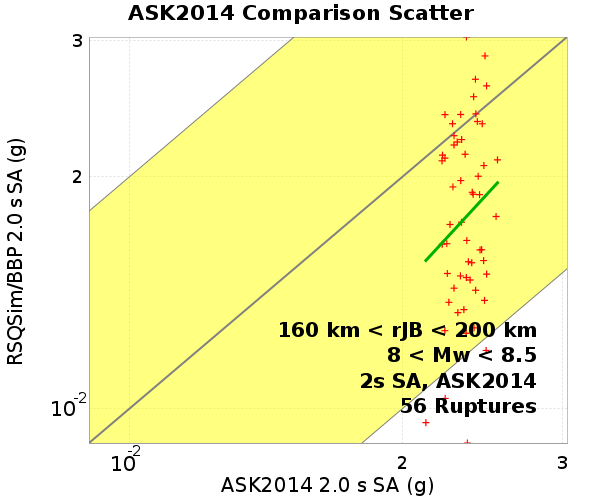 ASK2014 Comparison Scatter
RSQSim/BBP 2.0 s SA (g)
3
2
10-2
160 km < rJB < 200 km
8 < Mw < 8.5
2s SA, ASK2014
56 Ruptures
10-2
2
3
ASK2014 2.0 s SA (g)